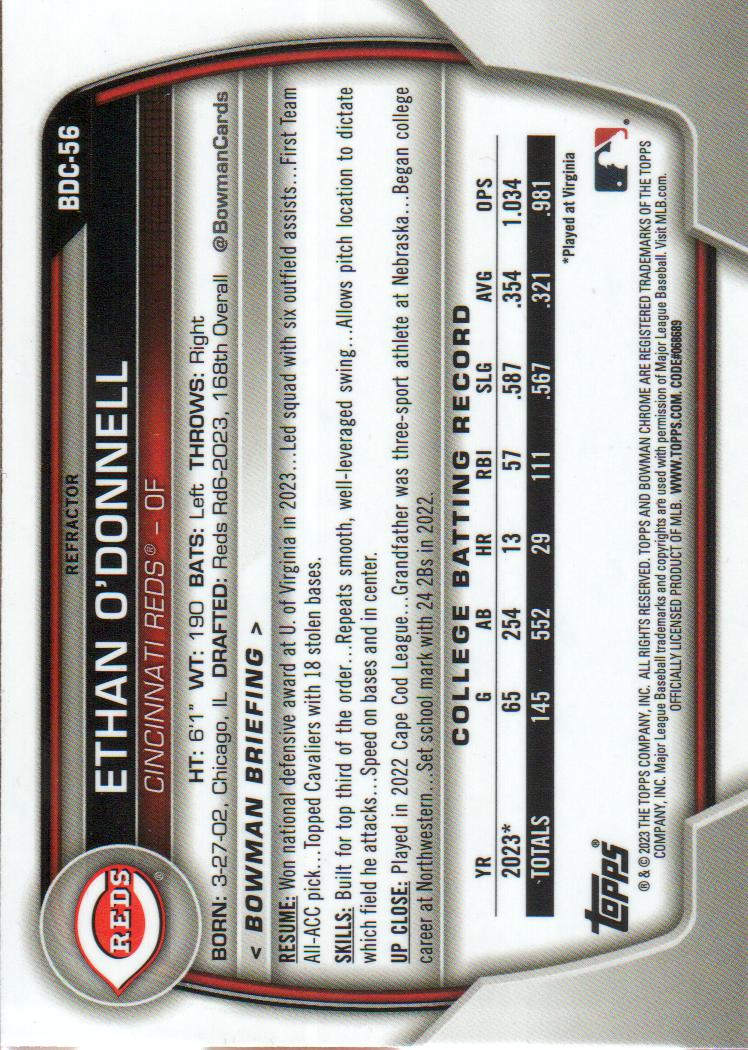 BDC-56
REFRACTOR
ETHAN O'DONNELL
CINCINNATI REDS® – OF
REDS
®
HT: 6'1" WT: 190 BATS: Left THROWS: Right
BORN: 3-27-02, Chicago, IL DRAFTED: Reds Rd6-2023, 168th Overall @BowmanCards
< BOWMAN BRIEFING >
RESUME: Won national defensive award at U. of Virginia in 2023...Led squad with six outfield assists...First Team
All-ACC pick...Topped Cavaliers with 18 stolen bases.
SKILLS: Built for top third of the order...Repeats smooth, well-leveraged swing...Allows pitch location to dictate
which field he attacks...Speed on bases and in center.
UP CLOSE: Played in 2022 Cape Cod League...Grandfather was three-sport athlete at Nebraska...Began college
career at Northwestern...Set school mark with 24 2Bs in 2022.
COLLEGE BATTING RECORD
YR G AB HR RBI SLG AVG OPS
2023* 65 254 13 57 .587 .354 1.034
TOTALS 145 552 29 111 .567 .321 .981
*Played at Virginia
topps®
® & © 2023 THE TOPPS COMPANY, INC. ALL RIGHTS RESERVED. TOPPS AND BOWMAN CHROME ARE REGISTERED TRADEMARKS OF THE TOPPS
COMPANY, INC. Major League Baseball trademarks and copyrights are used with permission of Major League Baseball. Visit MLB.com.
OFFICIALLY LICENSED PRODUCT OF MLB. WWW.TOPPS.COM. CODE#068689